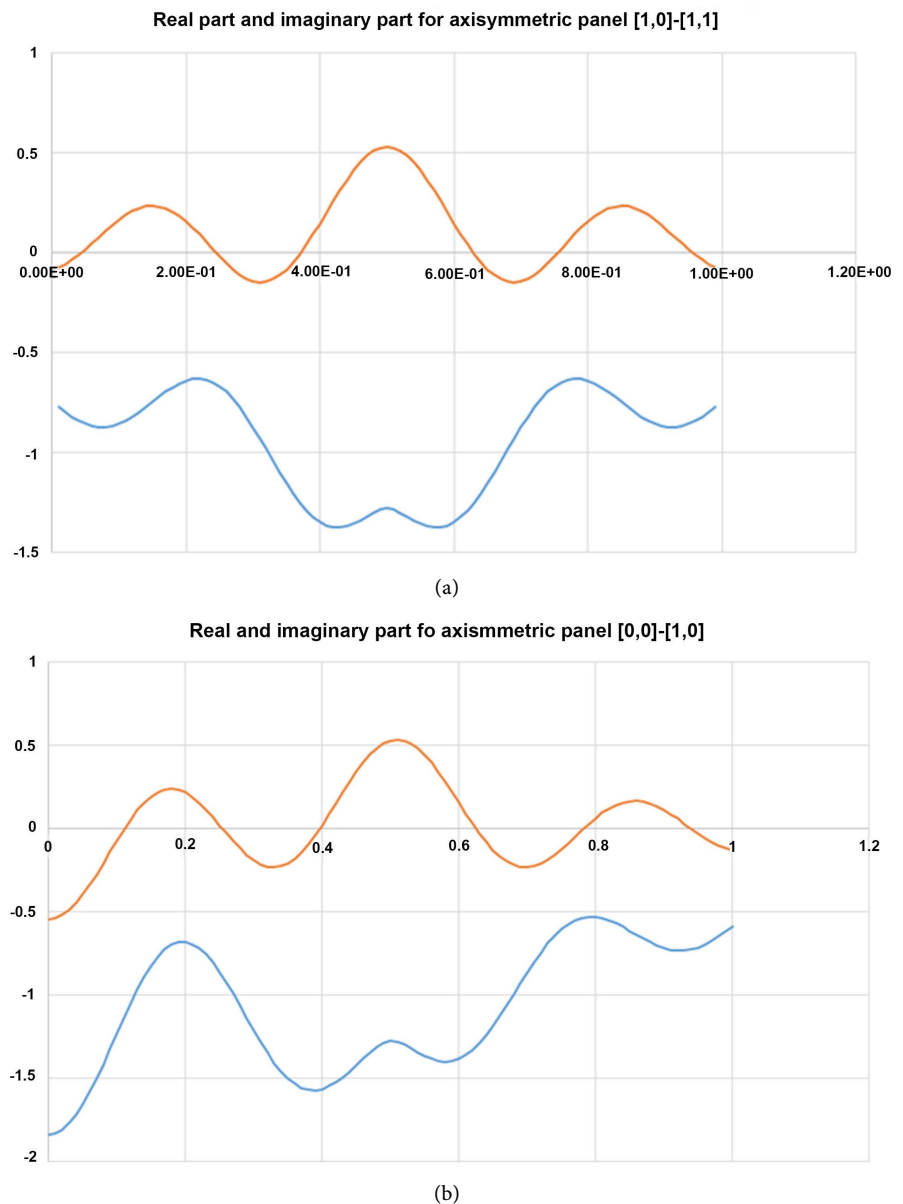 Real part and imaginary part for axisymmetric panel [1,0]-[1,1]
1
0.5
0
0.00E+00 2.00E-01 4.00E-01 6.00E-01 8.00E-01 1.00E+00 1.20E+00
-0.5
-1
-1.5
(a)
Real and imaginary part fo axismmetric panel [0,0]-[1,0]
1
0.5
0
0 0.2 0.4 0.6 0.8 1 1.2
-0.5
-1
-1.5
-2
(b)